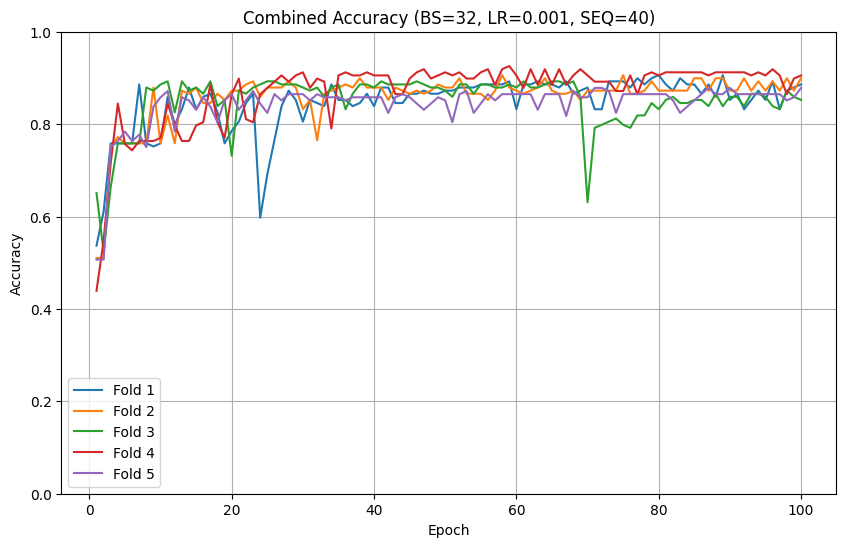 Combined Accuracy (BS=32, LR=0.001, SEQ=40)
1.0
0.8
0.6
0.4
0.2
0.0
Accuracy
Fold 1
Fold 2
Fold 3
Fold 4
Fold 5
0 20 40 60 80 100
Epoch